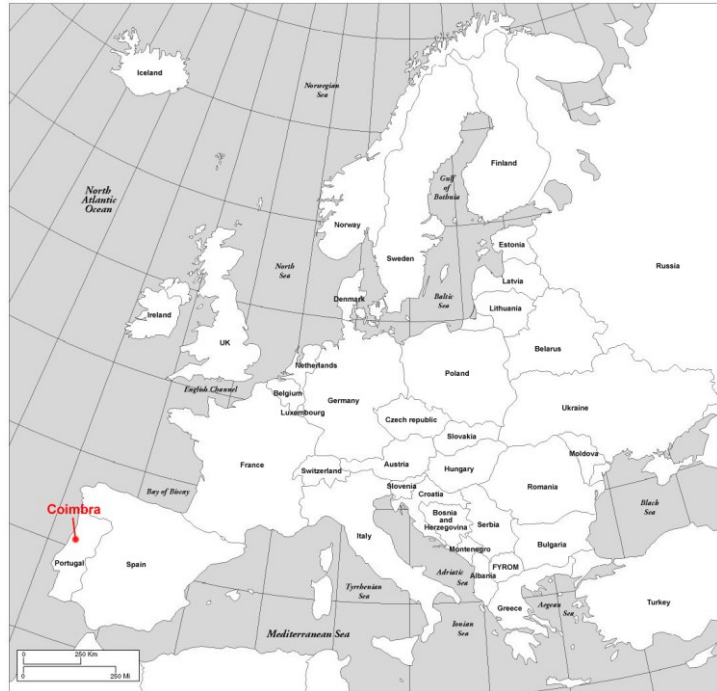 Iceland
Norwegian
Sea
Finland
North
Atlantic
Ocean
Gulf
of
Bothnia
Norway
Sweden
Estonia
Russia
North
Sea
Latvia
Denmark
Baltic
Sea
Lithuania
Ireland
UK
Belarus
Netherlands
Poland
English Channel
Belgium
Germany
Luxembourg
Ukraine
Czech republic
Slovakia
France
Switzerland
Austria
Hungary
Moldova
Slovenia
Romania
Bay of Biscay
Croatia
Black
Sea
Coimbra
Bosnia
and
Herzegovina
Serbia
Italy
Bulgaria
Montenegro
Portugal
Spain
Adriatic
Sea
FYROM
Albania
Tyrrhenian
Sea
Greece
Aegean
Sea
Turkey
Ionian
Sea
Mediterranean Sea
0 250 Km
0 250 Mi